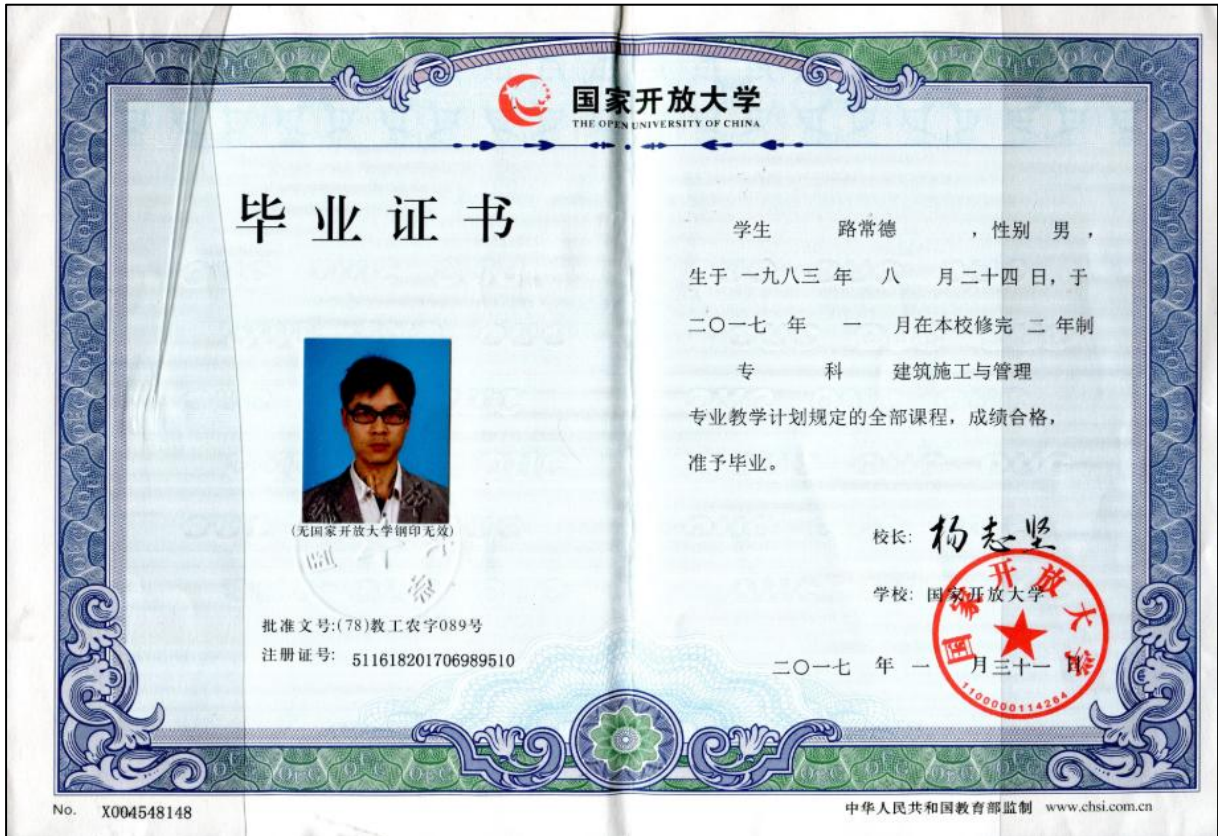 国家开放大学
THE OPEN UNIVERSITY OF CHINA
毕业证书
(无国家开放大学钢印无效)
批准文号:(78)教工农字089号
注册证号: 511618201706989510
学生 路常德 ，性别 男 ，
生于 一九八三 年 八 月二十四 日，于
二〇一七 年 一 月在本校修完 二 年制
专 科 建筑施工与管理
专业教学计划规定的全部课程，成绩合格，
准予毕业。
校长: 杨志坚
学校: 国家开放大学
二〇一七 年 一 月三十一 日
国家开放大学
1100000114264
No. X004548148
中华人民共和国教育部监制 www.chsi.com.cn